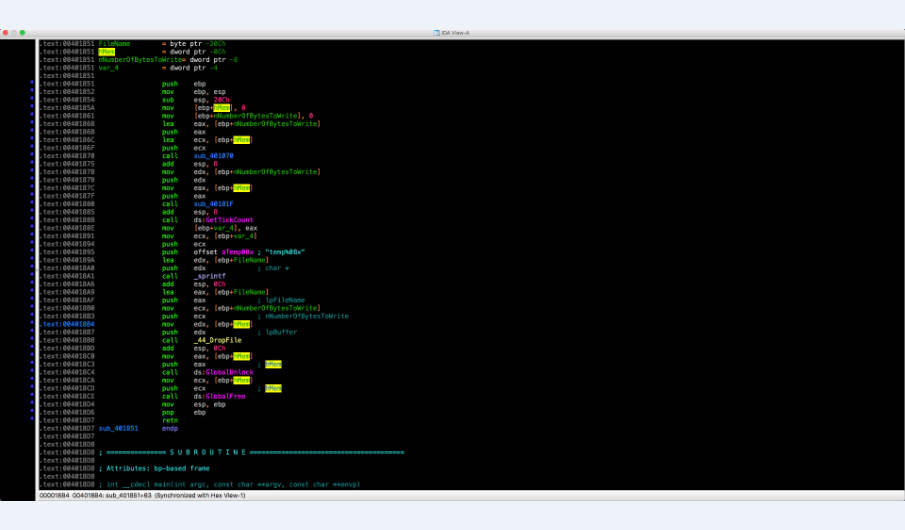 IDA View-A
.text:00401851 FileName = byte ptr -20Ch
.text:00401851 hMem = dword ptr -0Ch
.text:00401851 nNumberOfBytesToWrite= dword ptr -8
.text:00401851 var_4 = dword ptr -4
.text:00401851
.text:00401851 push ebp
.text:00401852 mov ebp, esp
.text:00401854 sub esp, 20Ch
.text:0040185A mov [ebp+hMem], 0
.text:00401861 mov [ebp+nNumberOfBytesToWrite], 0
.text:00401868 lea eax, [ebp+nNumberOfBytesToWrite]
.text:0040186B push eax
.text:0040186C lea ecx, [ebp+hMem]
.text:0040186F push ecx
.text:00401870 call sub_401070
.text:00401875 add esp, 8
.text:00401878 mov edx, [ebp+nNumberOfBytesToWrite]
.text:0040187B push edx
.text:0040187C mov eax, [ebp+hMem]
.text:0040187F push eax
.text:00401880 call sub_40181F
.text:00401885 add esp, 8
.text:00401888 call ds:GetTickCount
.text:0040188E mov [ebp+var_4], eax
.text:00401891 mov ecx, [ebp+var_4]
.text:00401894 push ecx
.text:00401895 push offset aTemp08x ; "temp%08x"
.text:0040189A lea edx, [ebp+FileName]
.text:004018A0 push edx ; char *
.text:004018A1 call _sprintf
.text:004018A6 add esp, 0Ch
.text:004018A9 lea eax, [ebp+FileName]
.text:004018AF push eax ; lpFileName
.text:004018B0 mov ecx, [ebp+nNumberOfBytesToWrite]
.text:004018B3 push ecx ; nNumberOfBytesToWrite
.text:004018B4 mov edx, [ebp+hMem]
.text:004018B7 push edx ; lpBuffer
.text:004018B8 call _44_DropFile
.text:004018BD add esp, 0Ch
.text:004018C0 mov eax, [ebp+hMem]
.text:004018C3 push eax ; hMem
.text:004018C4 call ds:GlobalUnlock
.text:004018CA mov ecx, [ebp+hMem]
.text:004018CD push ecx ; hMem
.text:004018CE call ds:GlobalFree
.text:004018D4 mov esp, ebp
.text:004018D6 pop ebp
.text:004018D7 retn
.text:004018D7 sub_401851 endp
.text:004018D7
.text:004018D8
.text:004018D8 ; =============== S U B R O U T I N E =======================================
.text:004018D8
.text:004018D8 ; Attributes: bp-based frame
.text:004018D8
.text:004018D8 ; int __cdecl main(int argc, const char **argv, const char **envp)
000018B4 004018B4: sub_401851+63 (Synchronized with Hex View-1)